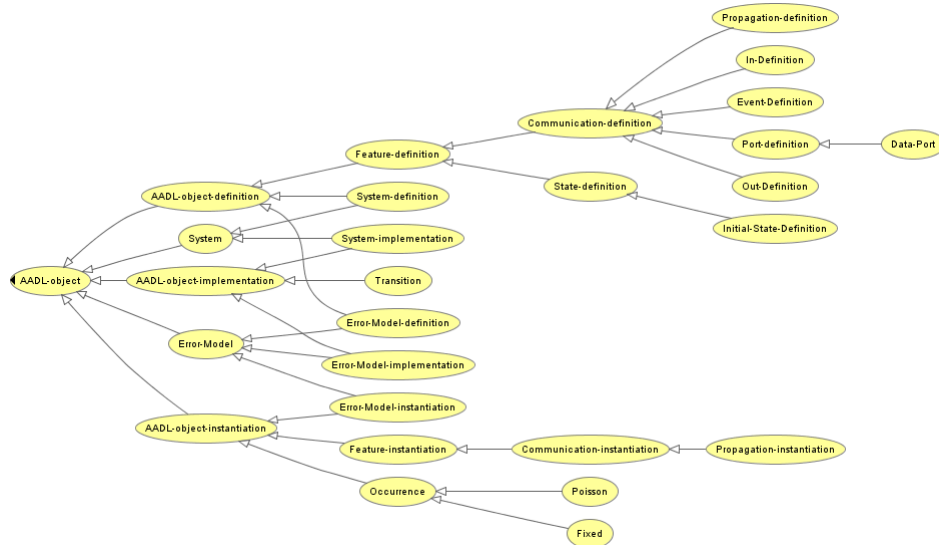 Propagation-definition
In-Definition
Event-Definition
Communication-definition
Port-definition
Data-Port
Feature-definition
Out-Definition
State-definition
AADL-object-definition
System-definition
Initial-State-Definition
System
System-implementation
AADL-object
AADL-object-implementation
Transition
Error-Model-definition
Error-Model
Error-Model-implementation
Error-Model-instantiation
AADL-object-instantiation
Feature-instantiation
Communication-instantiation
Propagation-instantiation
Occurrence
Poisson
Fixed